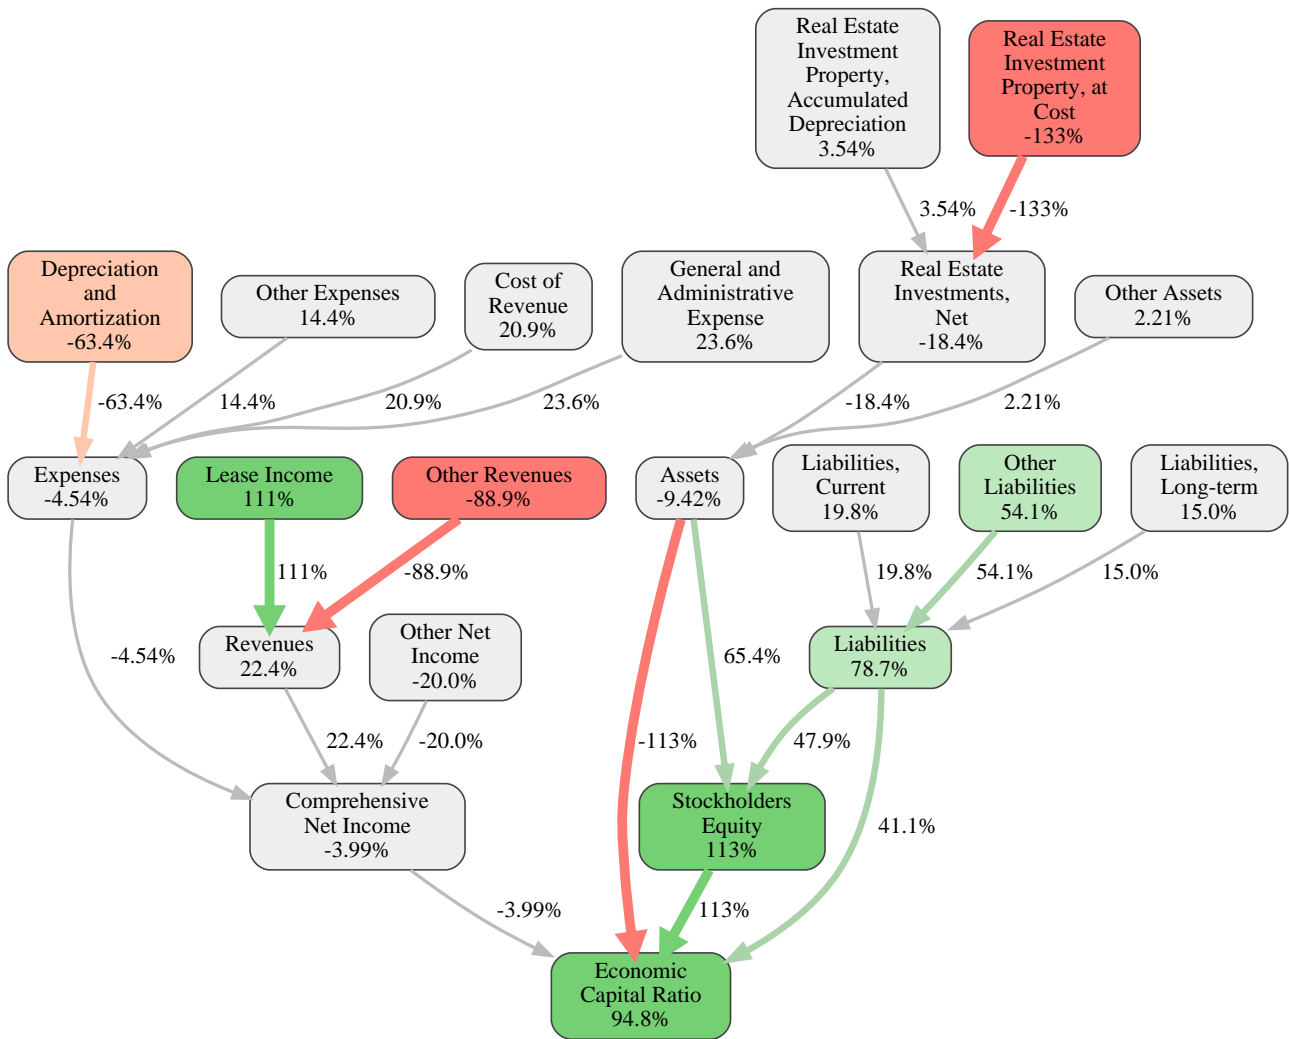 Real Estate
Investment
Property,
Accumulated
Depreciation
3.54%
Real Estate
Investment
Property, at
Cost
-133%
3.54%
-133%
Depreciation
and
Amortization
-63.4%
Other Expenses
14.4%
Cost of
Revenue
20.9%
General and
Administrative
Expense
23.6%
Real Estate
Investments,
Net
-18.4%
Other Assets
2.21%
-63.4%
14.4%
20.9%
23.6%
-18.4%
2.21%
Expenses
-4.54%
Lease Income
111%
Other Revenues
-88.9%
Assets
-9.42%
Liabilities,
Current
19.8%
Other
Liabilities
54.1%
Liabilities,
Long-term
15.0%
111%
-88.9%
19.8%
54.1%
15.0%
Revenues
22.4%
Other Net
Income
-20.0%
Liabilities
78.7%
-4.54%
65.4%
22.4%
-20.0%
-113%
47.9%
Comprehensive
Net Income
-3.99%
Stockholders
Equity
113%
41.1%
-3.99%
113%
Economic
Capital Ratio
94.8%